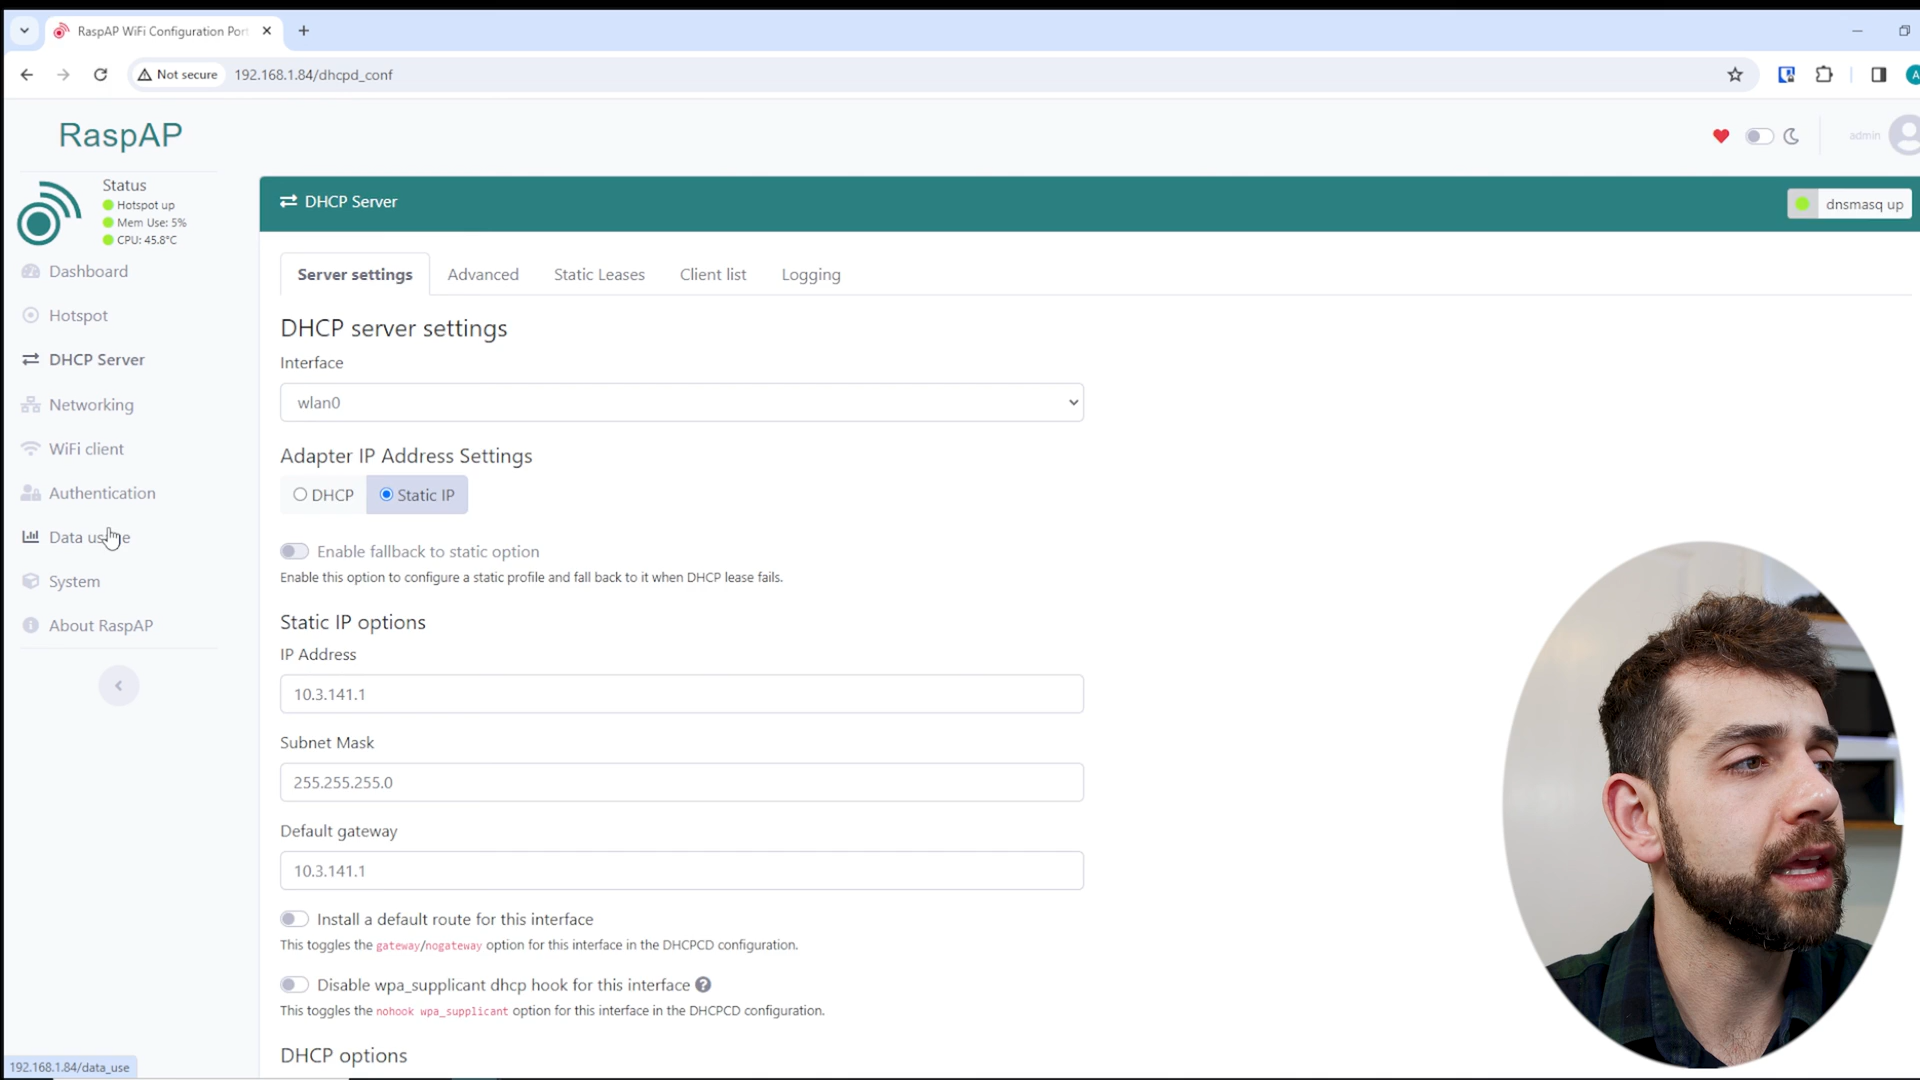 RaspAP WiFi Configuration Por
Not secure
192.168.1.84/dhcpd_conf
A
RaspAP
admin
Status
Hotspot up
Mem Use: 5%
CPU: 45.8°C
Dashboard
Hotspot
DHCP Server
Networking
WiFi client
Authentication
Data usage
System
About RaspAP
DHCP Server
dnsmasq up
Server settings
Advanced
Static Leases
Client list
Logging
DHCP server settings
Interface
wlan0
Adapter IP Address Settings
DHCP
Static IP
Enable fallback to static option
Enable this option to configure a static profile and fall back to it when DHCP lease fails.
Static IP options
IP Address
10.3.141.1
Subnet Mask
255.255.255.0
Default gateway
10.3.141.1
Install a default route for this interface
This toggles the gateway/nogateway option for this interface in the DHCPCD configuration.
Disable wpa_supplicant dhcp hook for this interface ?
This toggles the nohook wpa_supplicant option for this interface in the DHCPCD configuration.
DHCP options
192.168.1.84/data_use